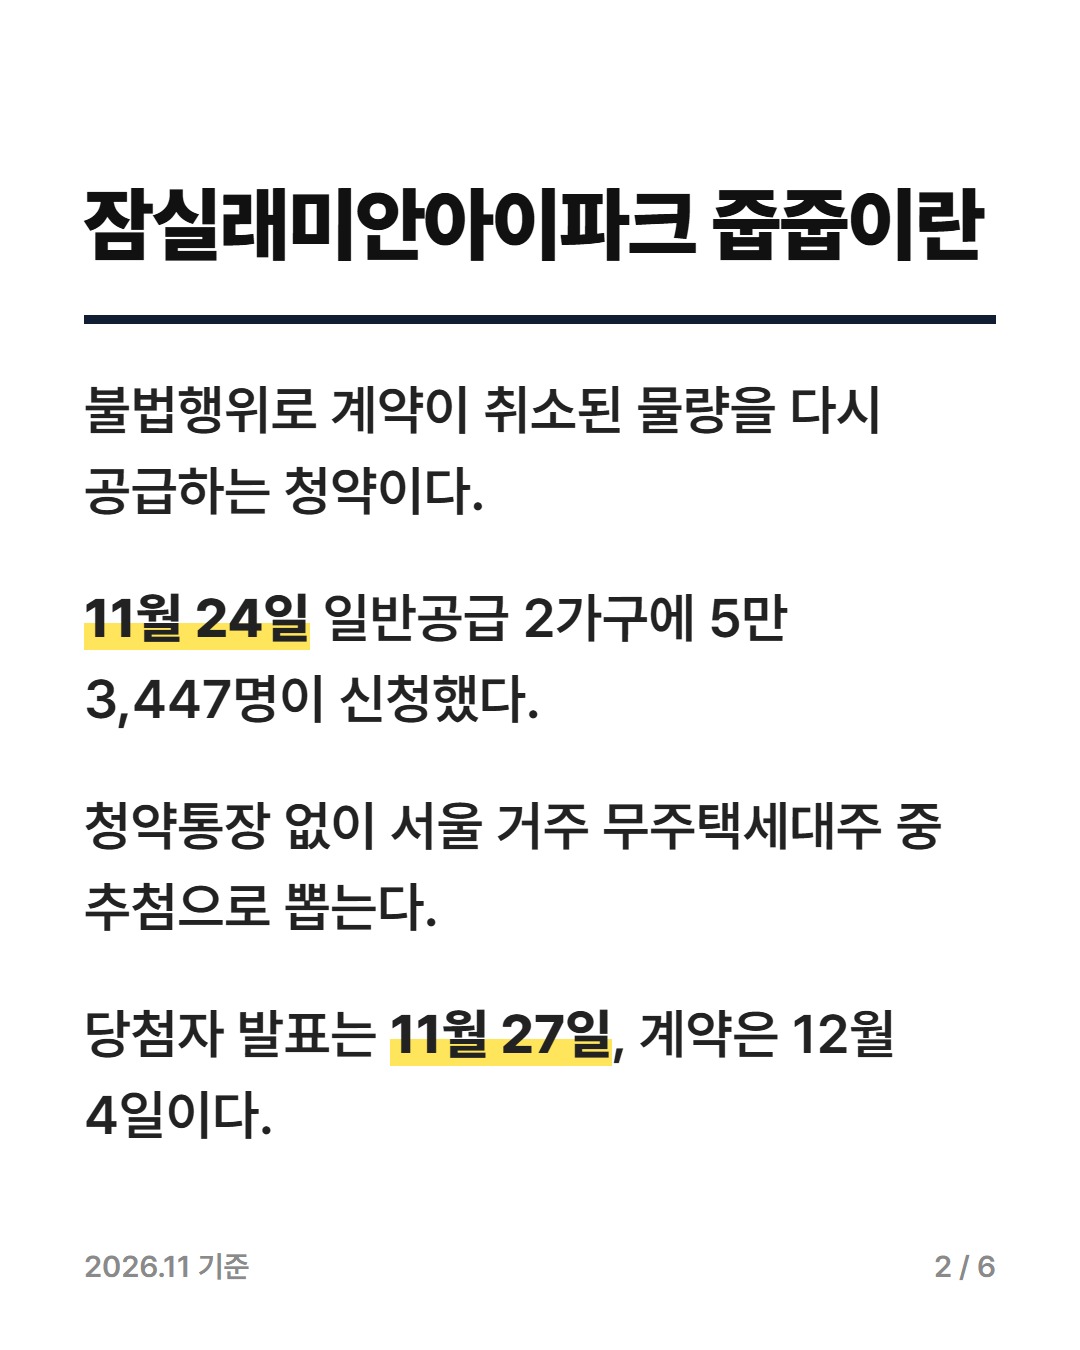 잠실래미안아이파크 줍줍이란
불법행위로 계약이 취소된 물량을 다시
공급하는 청약이다.
11월 24일 일반공급 2가구에 5만
3,447명이 신청했다.
청약통장 없이 서울 거주 무주택세대주 중
추첨으로 뽑는다.
당첨자 발표는 11월 27일, 계약은 12월
4일이다.
2026.11 기준
2 / 6